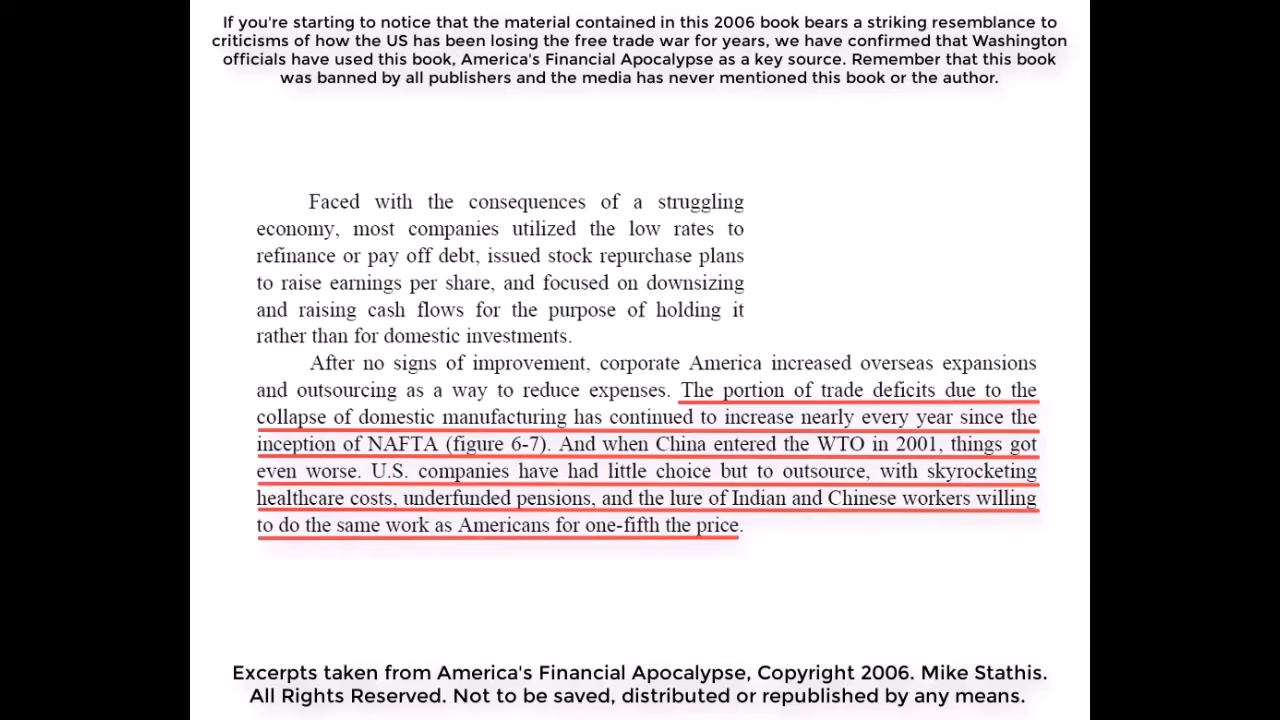 If you're starting to notice that the material contained in this 2006 book bears a striking resemblance to
criticisms of how the US has been losing the free trade war for years, we have confirmed that Washington
officials have used this book, America's Financial Apocalypse as a key source. Remember that this book
was banned by all publishers and the media has never mentioned this book or the author.
Faced with the consequences of a struggling
economy, most companies utilized the low rates to
refinance or pay off debt, issued stock repurchase plans
to raise earnings per share, and focused on downsizing
and raising cash flows for the purpose of holding it
rather than for domestic investments.
After no signs of improvement, corporate America increased overseas expansions
and outsourcing as a way to reduce expenses. The portion of trade deficits due to the
collapse of domestic manufacturing has continued to increase nearly every year since the
inception of NAFTA (figure 6-7). And when China entered the WTO in 2001, things got
even worse. U.S. companies have had little choice but to outsource, with skyrocketing
healthcare costs, underfunded pensions, and the lure of Indian and Chinese workers willing
to do the same work as Americans for one-fifth the price.
Excerpts taken from America's Financial Apocalypse, Copyright 2006. Mike Stathis.
All Rights Reserved. Not to be saved, distributed or republished by any means.